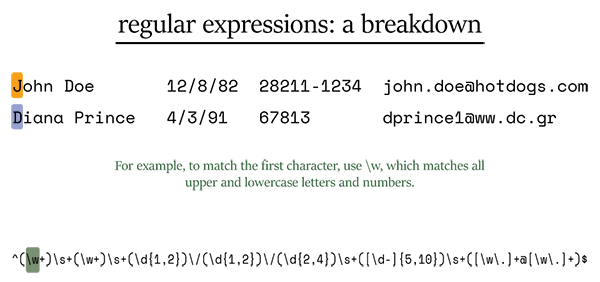 regular expressions: a breakdown
John Doe 12/8/82 28211-1234 john.doe@hotdogs.com
Diana Prince 4/3/91 67813 dprince1@ww.dc.gr
For example, to match the first character, use \w, which matches all
upper and lowercase letters and numbers.
^(\w+)\s+(\w+)\s+(\d{1,2})\/(\d{1,2})\/(\d{2,4})\s+([\d-]{5,10})\s+([\w\.]+@[\w\.]+)$